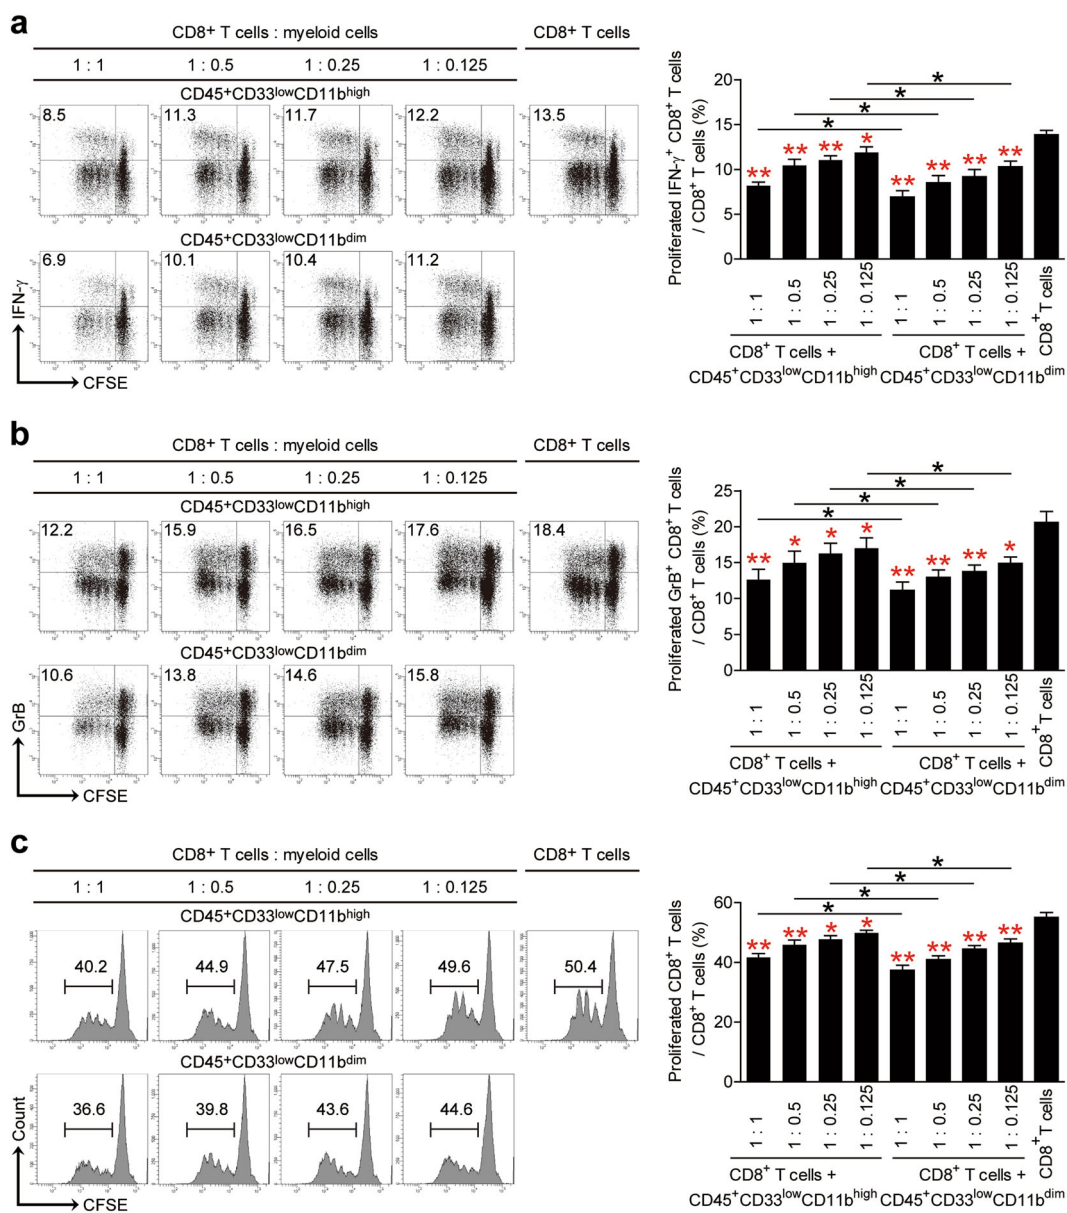 a
CD8+ T cells : myeloid cells CD8+ T cells
1 : 1 1 : 0.5 1 : 0.25 1 : 0.125
CD45+CD33lowCD11bhigh
8.5 11.3 11.7 12.2 13.5
CD45+CD33lowCD11bdim
6.9 10.1 10.4 11.2
IFN-γ
CFSE
Proliferated IFN-γ+ CD8+ T cells
/ CD8+ T cells (%)
20
15
10
5
0
* * * *
** ** ** * ** ** ** **
1 : 1 1 : 0.5 1 : 0.25 1 : 0.125 1 : 1 1 : 0.5 1 : 0.25 1 : 0.125 CD8+T cells
CD8+ T cells + CD8+ T cells +
CD45+CD33lowCD11bhigh CD45+CD33lowCD11bdim
b
CD8+ T cells : myeloid cells CD8+ T cells
1 : 1 1 : 0.5 1 : 0.25 1 : 0.125
CD45+CD33lowCD11bhigh
12.2 15.9 16.5 17.6 18.4
CD45+CD33lowCD11bdim
10.6 13.8 14.6 15.8
GrB
CFSE
Proliferated GrB+ CD8+ T cells
/ CD8+ T cells (%)
25
20
15
10
5
0
* * * *
** * * * ** ** ** *
1 : 1 1 : 0.5 1 : 0.25 1 : 0.125 1 : 1 1 : 0.5 1 : 0.25 1 : 0.125 CD8+T cells
CD8+ T cells + CD8+ T cells +
CD45+CD33lowCD11bhigh CD45+CD33lowCD11bdim
c
CD8+ T cells : myeloid cells CD8+ T cells
1 : 1 1 : 0.5 1 : 0.25 1 : 0.125
CD45+CD33lowCD11bhigh
40.2 44.9 47.5 49.6 50.4
CD45+CD33lowCD11bdim
36.6 39.8 43.6 44.6
Count
CFSE
Proliferated CD8+ T cells
/ CD8+ T cells (%)
60
40
20
0
* * * *
** ** * * ** ** ** **
1 : 1 1 : 0.5 1 : 0.25 1 : 0.125 1 : 1 1 : 0.5 1 : 0.25 1 : 0.125 CD8+T cells
CD8+ T cells + CD8+ T cells +
CD45+CD33lowCD11bhigh CD45+CD33lowCD11bdim